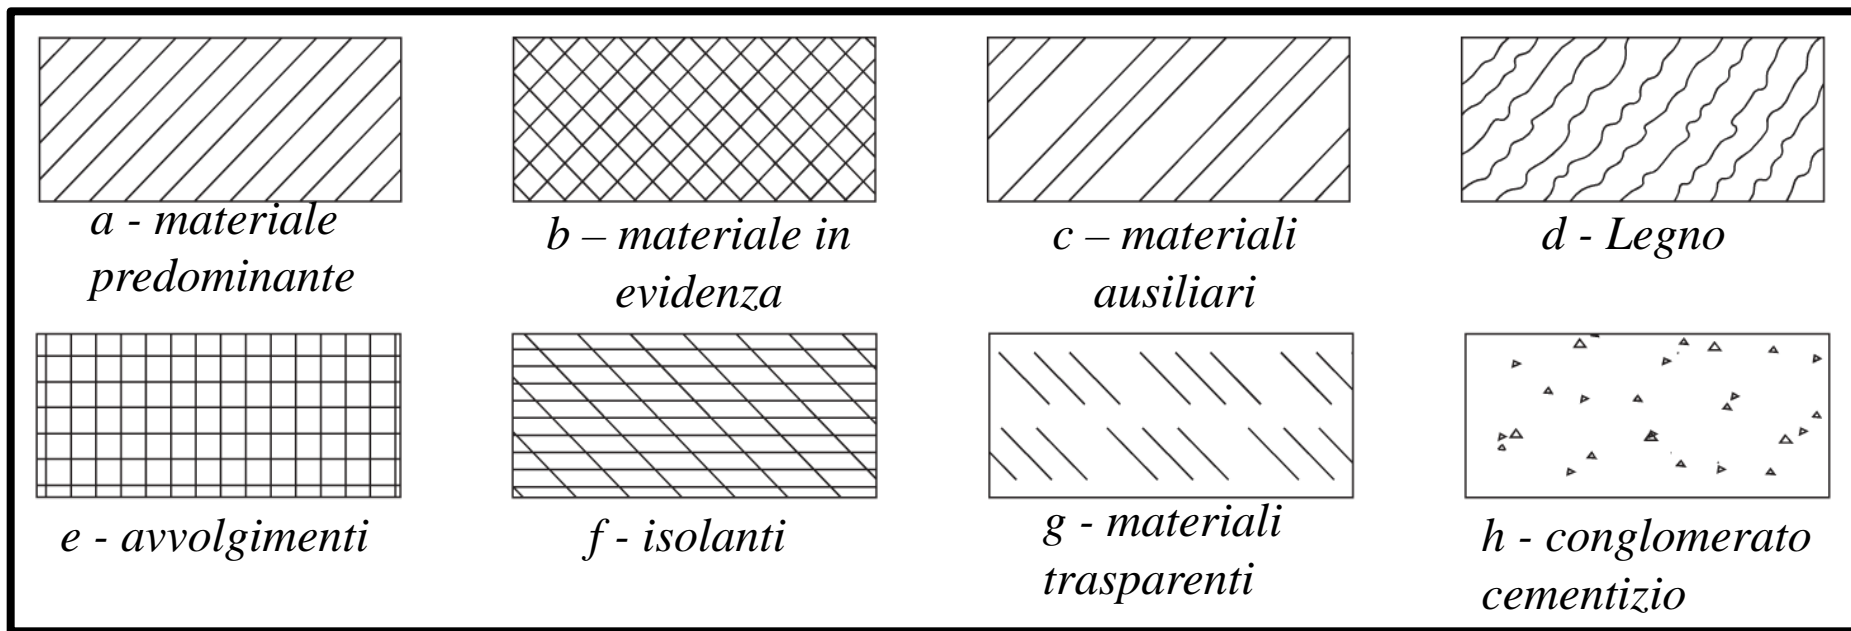 a - materiale
predominante
b – materiale in
evidenza
c – materiali
ausiliari
d - Legno
e - avvolgimenti
f - isolanti
g - materiali
trasparenti
h - conglomerato
cementizio